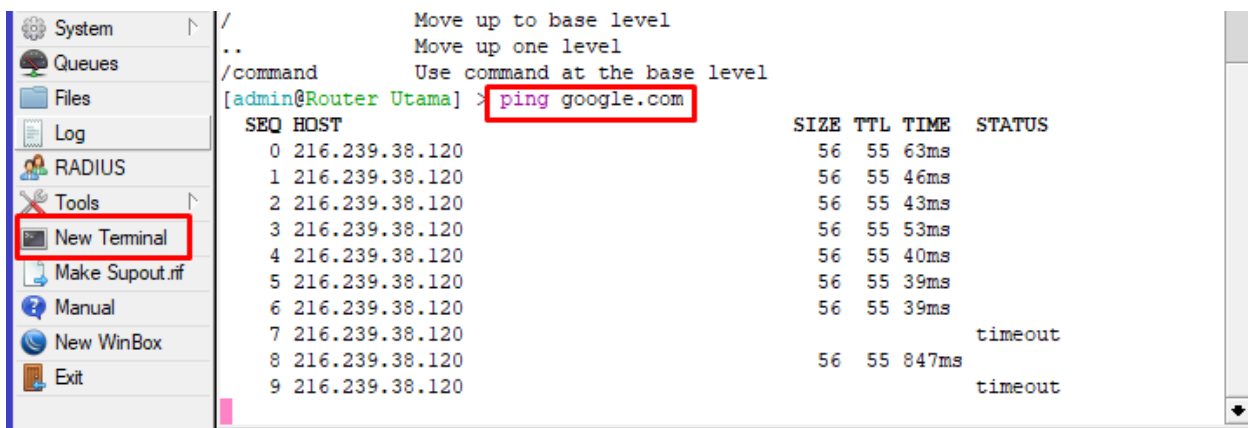 System
Queues
Files
Log
RADIUS
Tools
New Terminal
Make Supout.rif
Manual
New WinBox
Exit
/ Move up to base level
.. Move up one level
/command Use command at the base level
[admin@Router Utama] > ping google.com
SEQ HOST SIZE TTL TIME STATUS
0 216.239.38.120 56 55 63ms
1 216.239.38.120 56 55 46ms
2 216.239.38.120 56 55 43ms
3 216.239.38.120 56 55 53ms
4 216.239.38.120 56 55 40ms
5 216.239.38.120 56 55 39ms
6 216.239.38.120 56 55 39ms
7 216.239.38.120 timeout
8 216.239.38.120 56 55 847ms
9 216.239.38.120 timeout